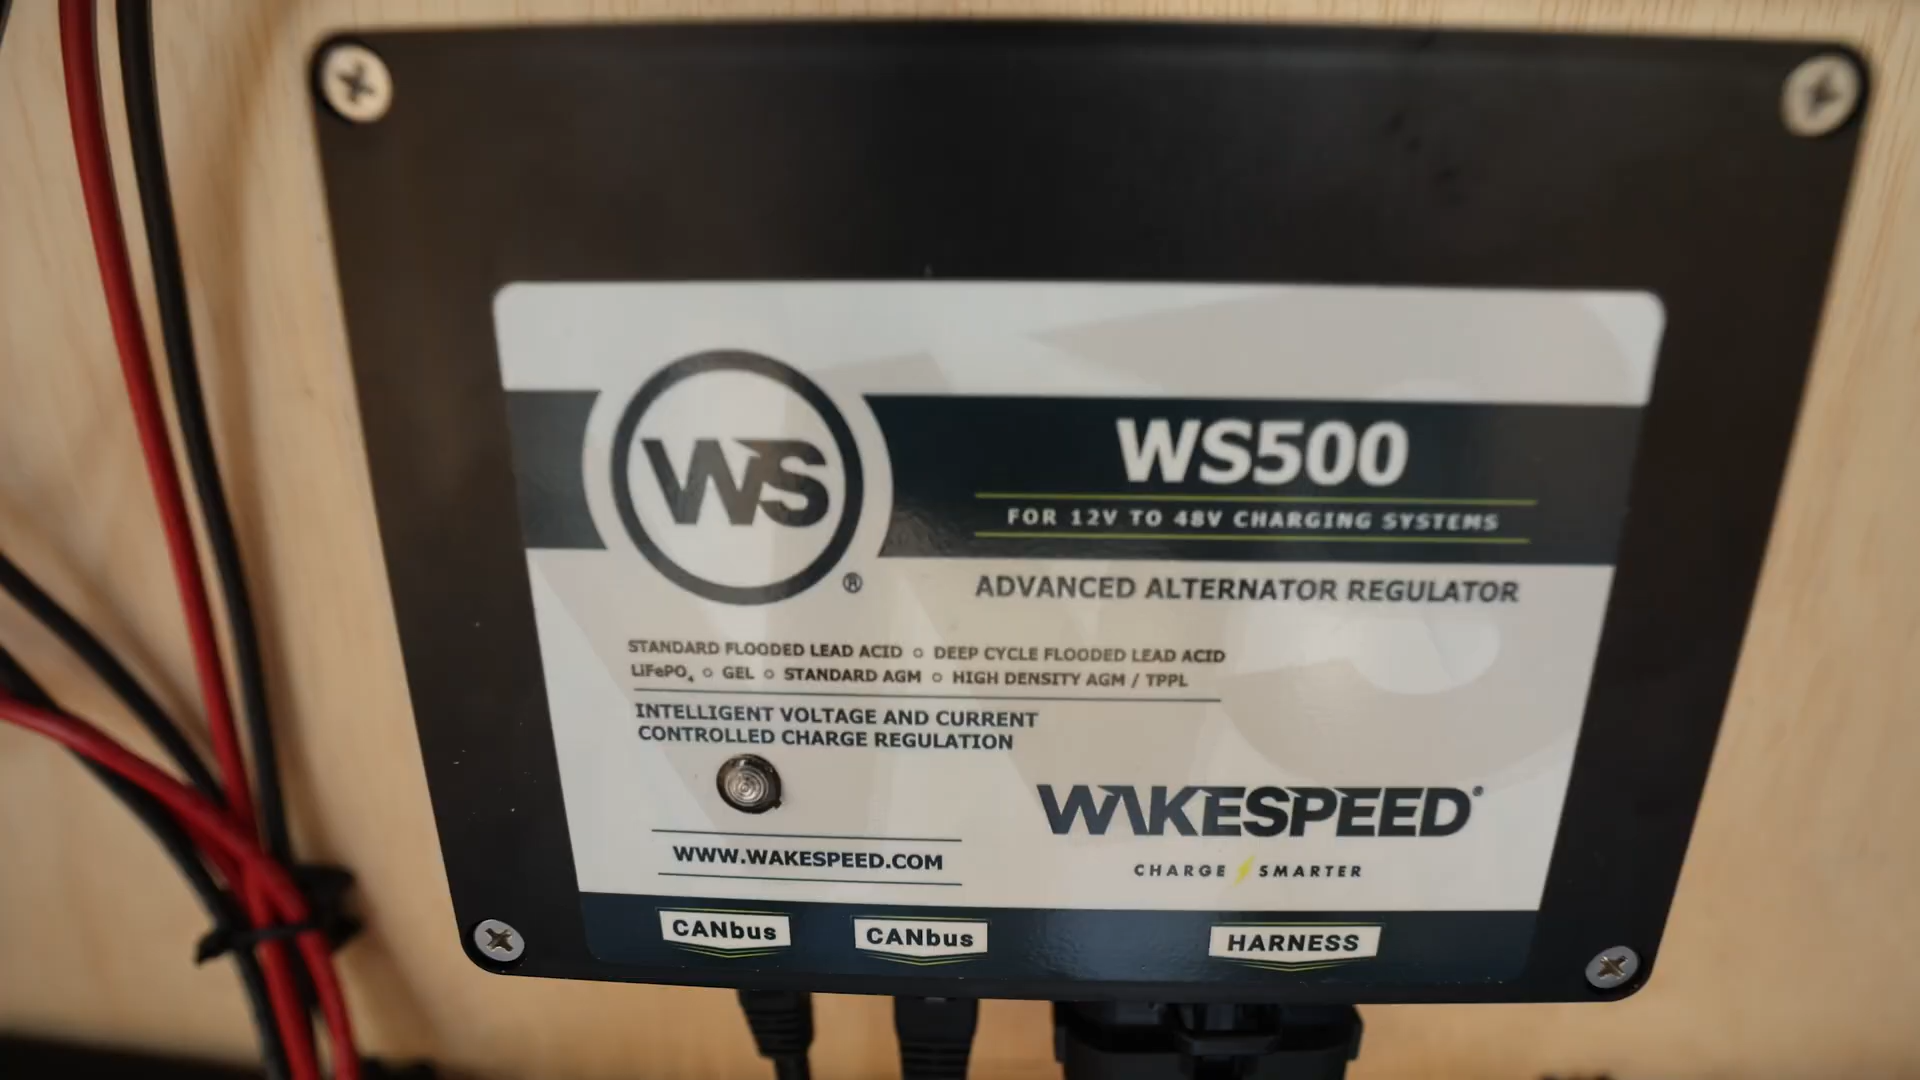 WS
®
WS500
FOR 12V TO 48V CHARGING SYSTEMS
ADVANCED ALTERNATOR REGULATOR
STANDARD FLOODED LEAD ACID ○ DEEP CYCLE FLOODED LEAD ACID
LiFePO₄ ○ GEL ○ STANDARD AGM ○ HIGH DENSITY AGM / TPPL
INTELLIGENT VOLTAGE AND CURRENT
CONTROLLED CHARGE REGULATION
WAKESPEED®
CHARGE SMARTER
WWW.WAKESPEED.COM
CANbus CANbus HARNESS